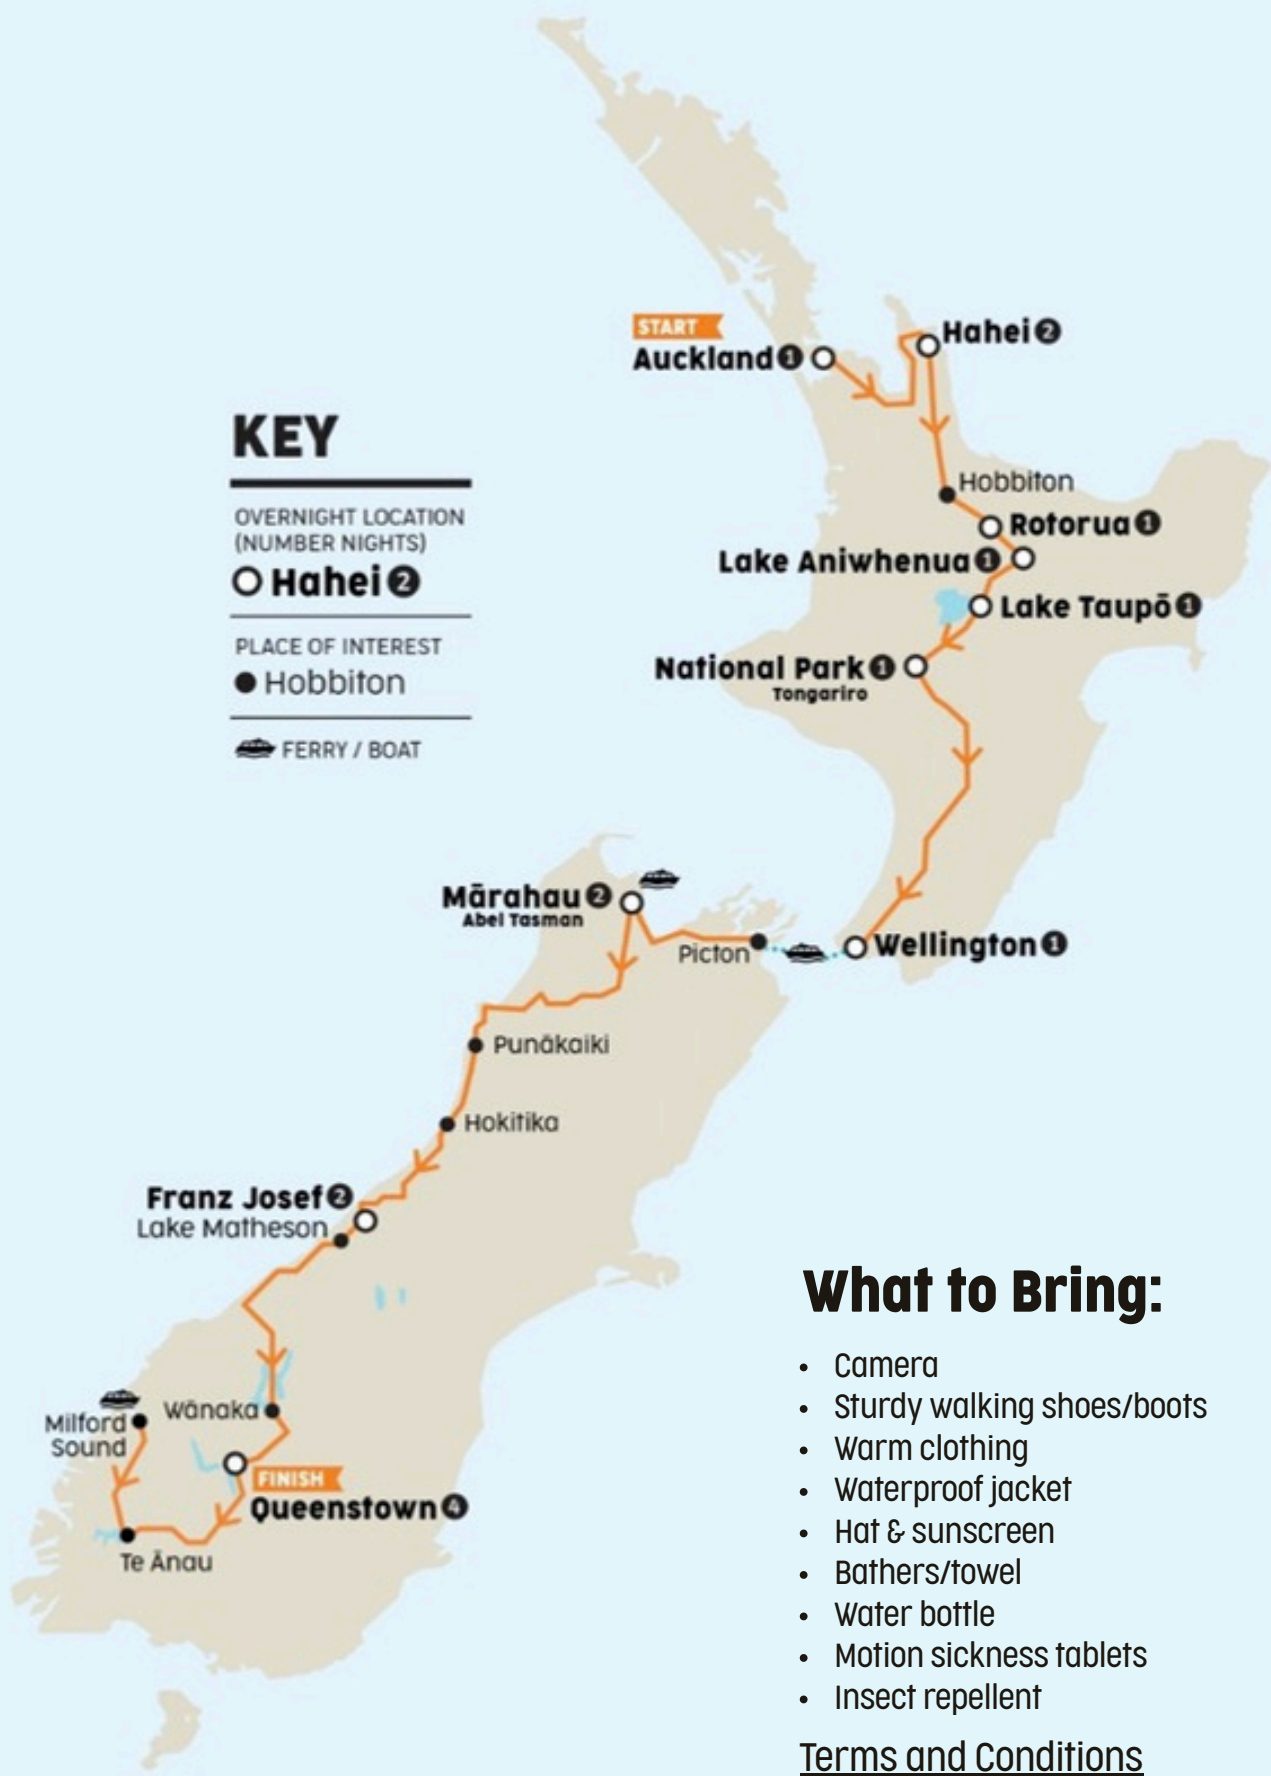 START
Auckland 1
Hahei 2
KEY
OVERNIGHT LOCATION
(NUMBER NIGHTS)
Hahei 2
PLACE OF INTEREST
Hobbiton
FERRY / BOAT
Hobbiton
Rotorua 1
Lake Aniwhenua 1
Lake Taupō 1
National Park 1
Tongariro
Mārahau 2
Abel Tasman
Picton
Wellington 1
Punākaiki
Hokitika
Franz Josef 2
Lake Matheson
Wānaka
Milford
Sound
FINISH
Queenstown 4
Te Ānau
What to Bring:
• Camera
• Sturdy walking shoes/boots
• Warm clothing
• Waterproof jacket
• Hat & sunscreen
• Bathers/towel
• Water bottle
• Motion sickness tablets
• Insect repellent
Terms and Conditions